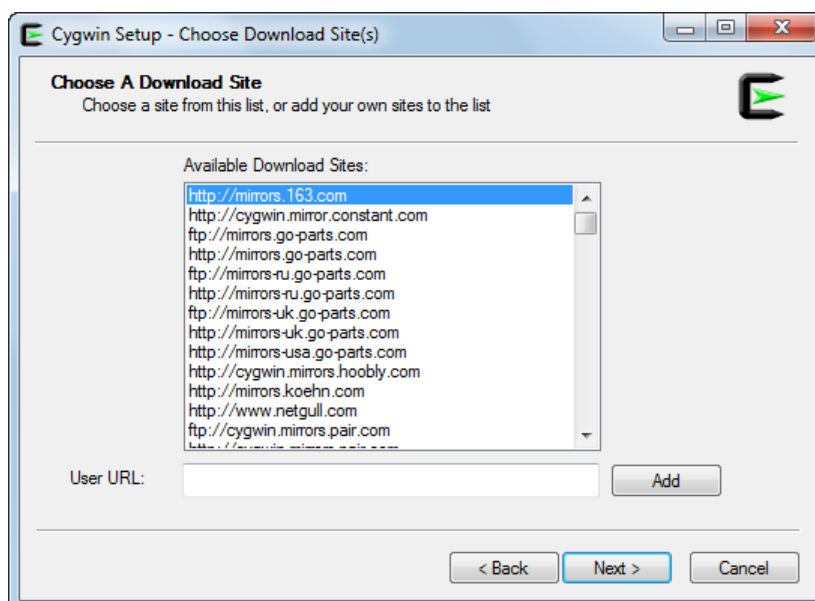 Cygwin Setup - Choose Download Site(s)
Choose A Download Site
Choose a site from this list, or add your own sites to the list
Available Download Sites:
http://mirrors.163.com
http://cygwin.mirror.constant.com
ftp://mirrors.go-parts.com
http://mirrors.go-parts.com
ftp://mirrors-ru.go-parts.com
http://mirrors-ru.go-parts.com
ftp://mirrors-uk.go-parts.com
http://mirrors-uk.go-parts.com
http://mirrors-usa.go-parts.com
http://cygwin.mirrors.hoobly.com
http://mirrors.koehn.com
http://www.netgull.com
ftp://cygwin.mirrors.pair.com
User URL:
Add
< Back
Next >
Cancel